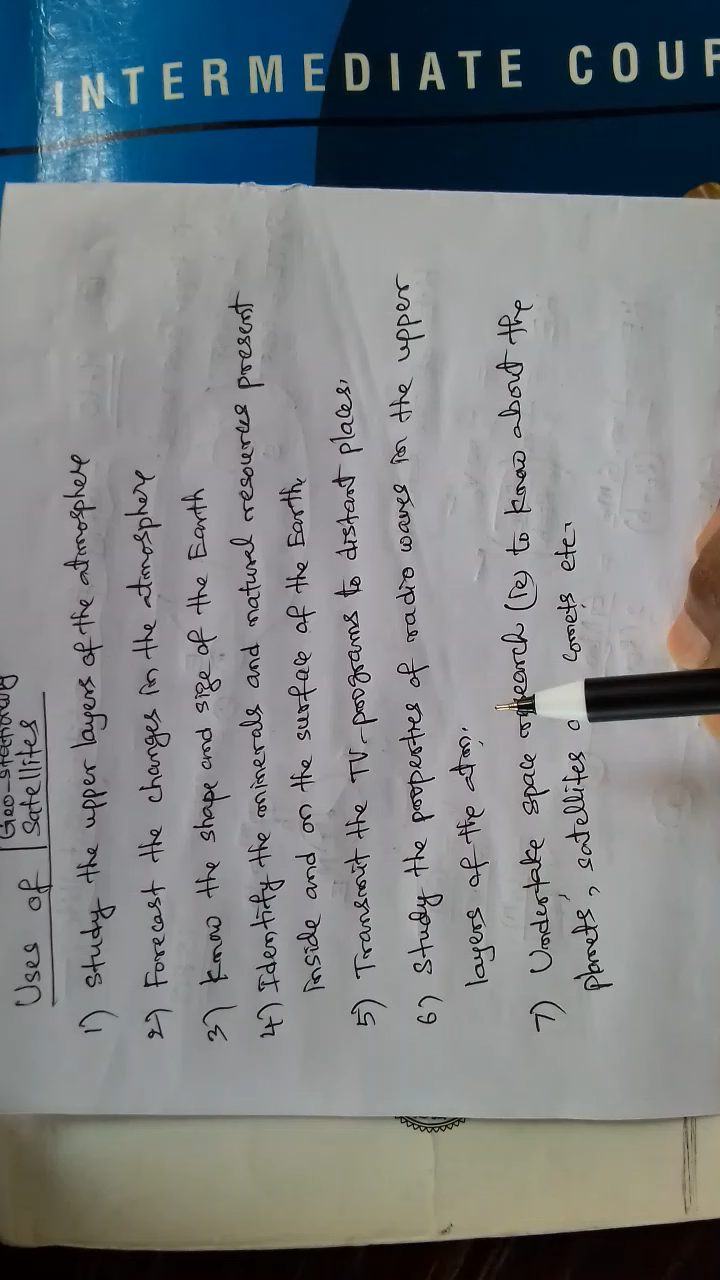 INTERMEDIATE COUR
Uses of Geo-stationary
Satellites
1) Study the upper layers of the atmosphere
2) Forecast the changes in the atmosphere
3) Know the shape and size of the Earth
4) Identify the minerals and natural resources present
inside and on the surface of the Earth.
5) Transmit the TV-programs to distant places.
6) Study the properties of radio waves in the upper
layers of the atm.
7) Undertake space research (ie) to know about the
planets, satellites comets etc.